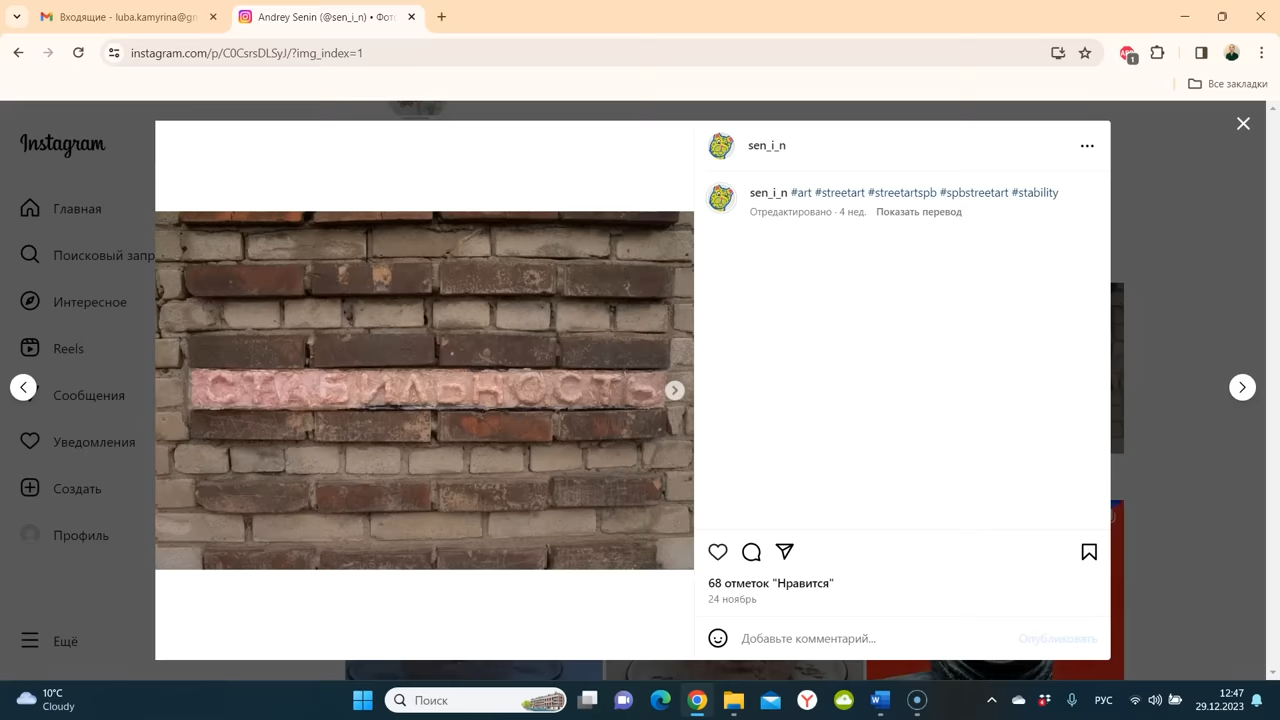 Входящие - luba.kamyrina@gm
Andrey Senin (@sen_i_n) • Фото
instagram.com/p/C0CsrsDLSyJ/?img_index=1
1
Все закладки
Instagram
sen_i_n
Главная
sen_i_n #art #streetart #streetartspb #spbstreetart #stability
Отредактировано · 4 нед. Показать перевод
Поисковый запр
Интересное
Reels
СТАБИЛЬНОСТЬ
Сообщения
Уведомления
Создать
Профиль
68 отметок "Нравится"
24 ноябрь
Ещё
Добавьте комментарий...
Опубликовать
10°C
Cloudy
Поиск
РУС
12:47
29.12.2023